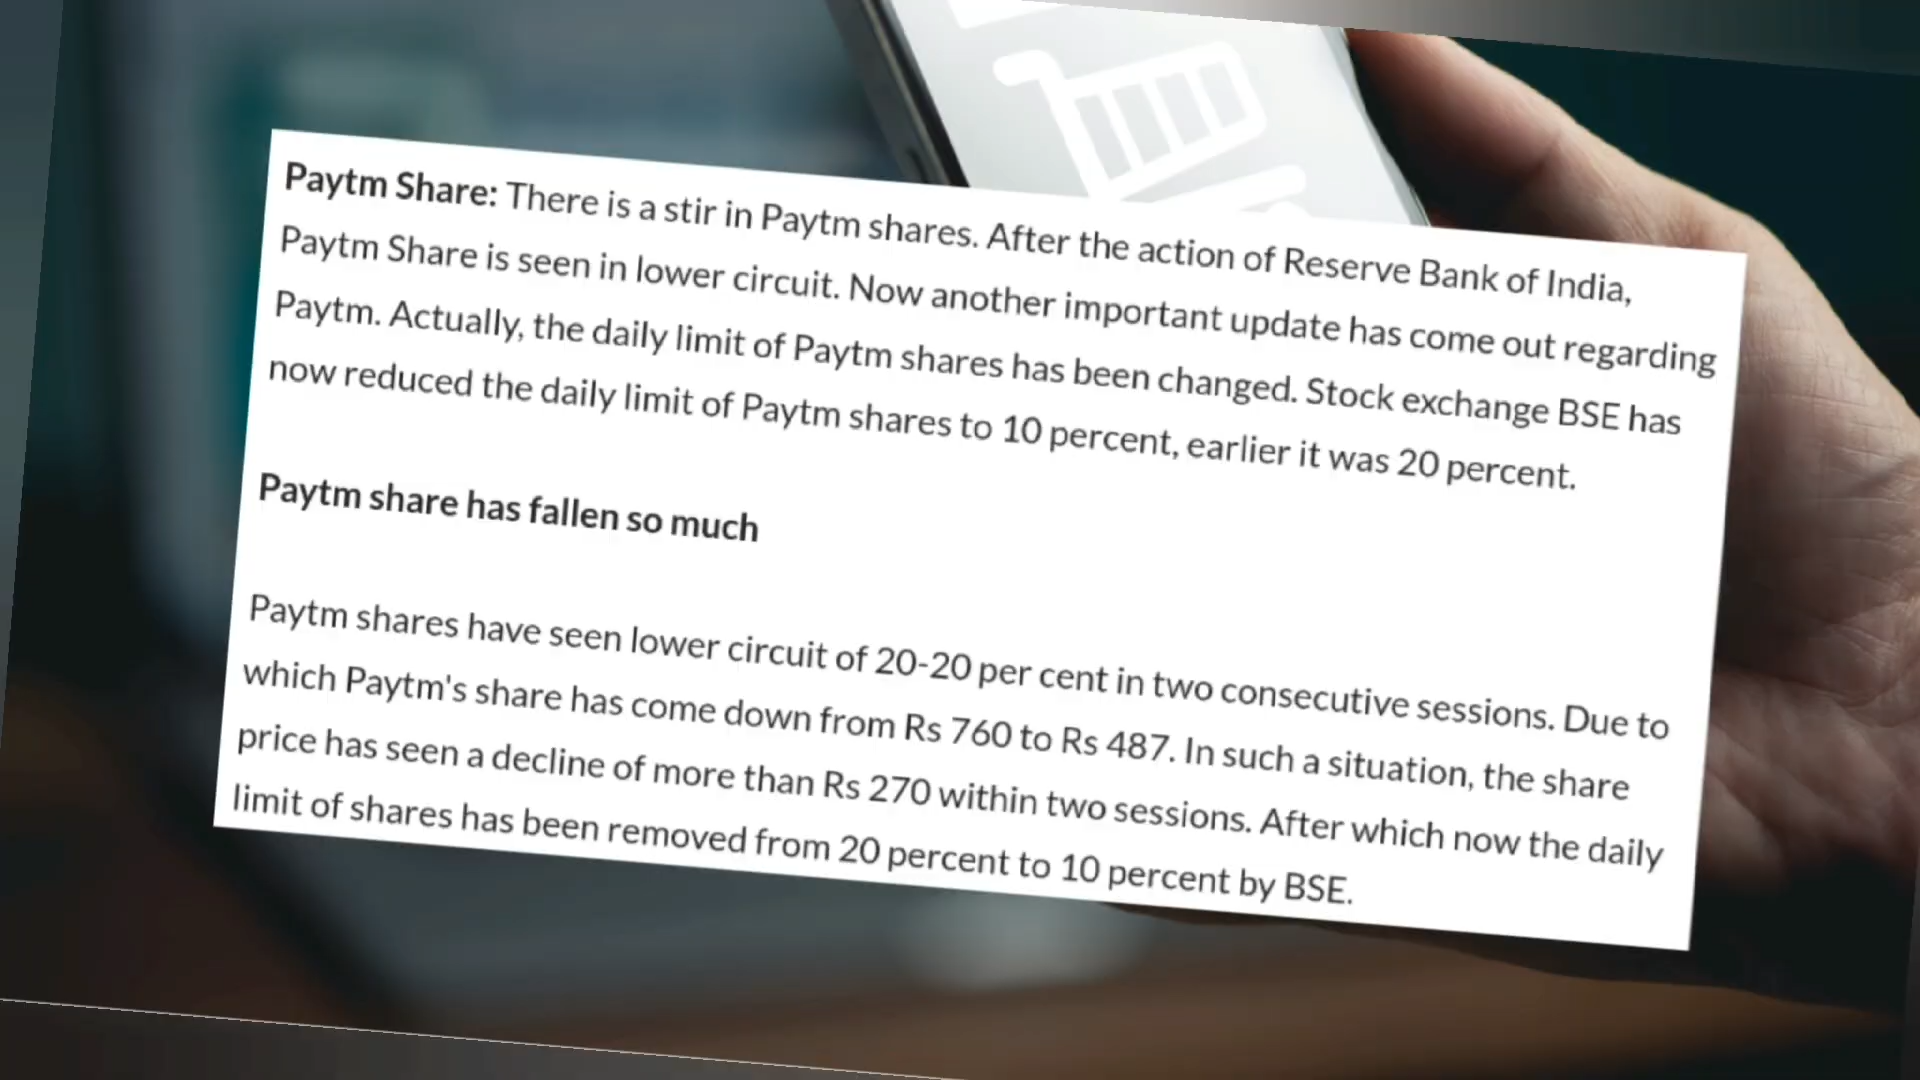 Paytm Share: There is a stir in Paytm shares. After the action of Reserve Bank of India,
Paytm Share is seen in lower circuit. Now another important update has come out regarding
Paytm. Actually, the daily limit of Paytm shares has been changed. Stock exchange BSE has
now reduced the daily limit of Paytm shares to 10 percent, earlier it was 20 percent.
Paytm share has fallen so much
Paytm shares have seen lower circuit of 20-20 per cent in two consecutive sessions. Due to
which Paytm's share has come down from Rs 760 to Rs 487. In such a situation, the share
price has seen a decline of more than Rs 270 within two sessions. After which now the daily
limit of shares has been removed from 20 percent to 10 percent by BSE.